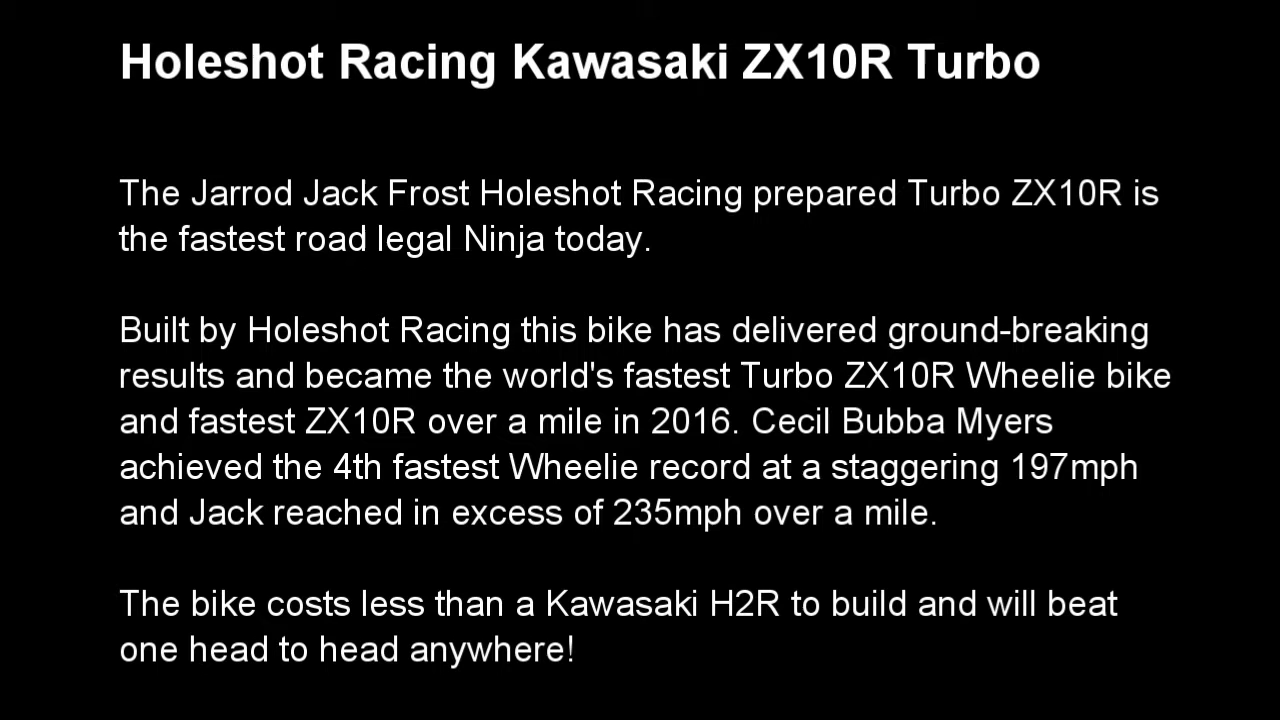 Holeshot Racing Kawasaki ZX10R Turbo
The Jarrod Jack Frost Holeshot Racing prepared Turbo ZX10R is
the fastest road legal Ninja today.
Built by Holeshot Racing this bike has delivered ground-breaking
results and became the world's fastest Turbo ZX10R Wheelie bike
and fastest ZX10R over a mile in 2016. Cecil Bubba Myers
achieved the 4th fastest Wheelie record at a staggering 197mph
and Jack reached in excess of 235mph over a mile.
The bike costs less than a Kawasaki H2R to build and will beat
one head to head anywhere!